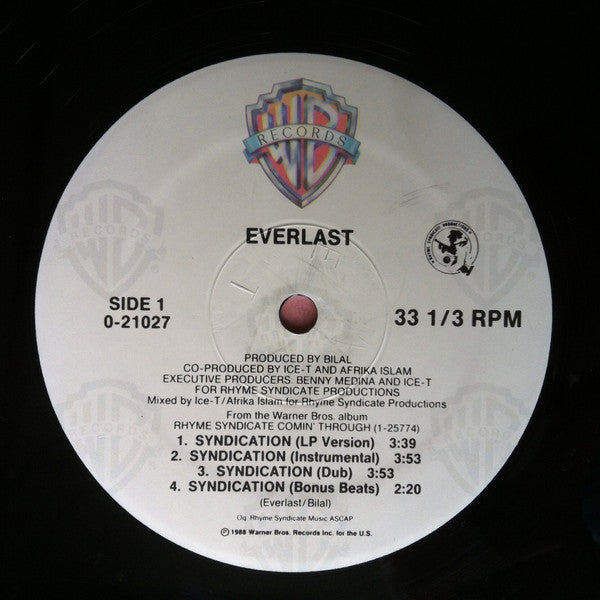 WB
RECORDS
EVERLAST
RHYME SYNDICATE PRODUCTIONS
SIDE 1
0-21027
33 1/3 RPM
PRODUCED BY BILAL
CO-PRODUCED BY ICE-T AND AFRIKA ISLAM
EXECUTIVE PRODUCERS: BENNY MEDINA AND ICE-T
FOR RHYME SYNDICATE PRODUCTIONS
Mixed by Ice-T/Afrika Islam for Rhyme Syndicate Productions
From the Warner Bros. album
RHYME SYNDICATE COMIN' THROUGH (1-25774)
1. SYNDICATION (LP Version) 3:39
2. SYNDICATION (Instrumental) 3:53
3. SYNDICATION (Dub) 3:53
4. SYNDICATION (Bonus Beats) 2:20
(Everlast/Bilal)
Rhyme Syndicate Music ASCAP
℗ 1988 Warner Bros. Records Inc. for the U.S.